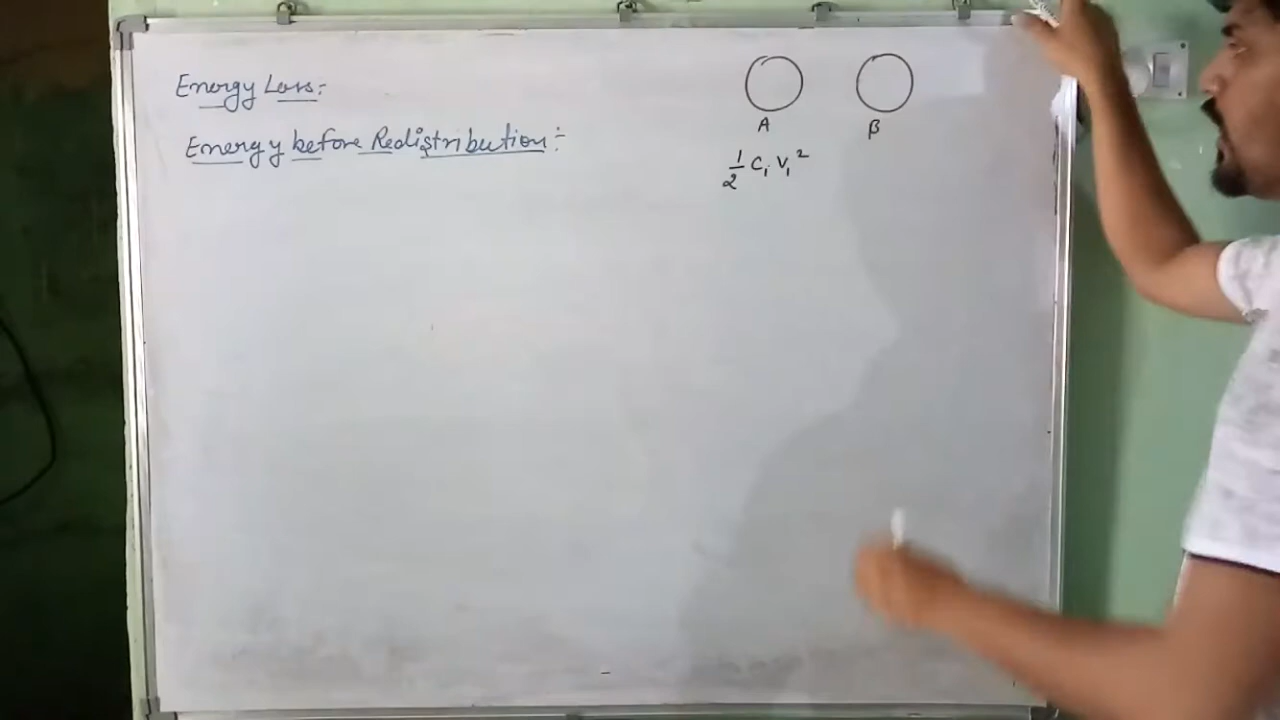 Energy Loss:-
Energy before Redistribution :-
A B
1/2 C₁ V₁²